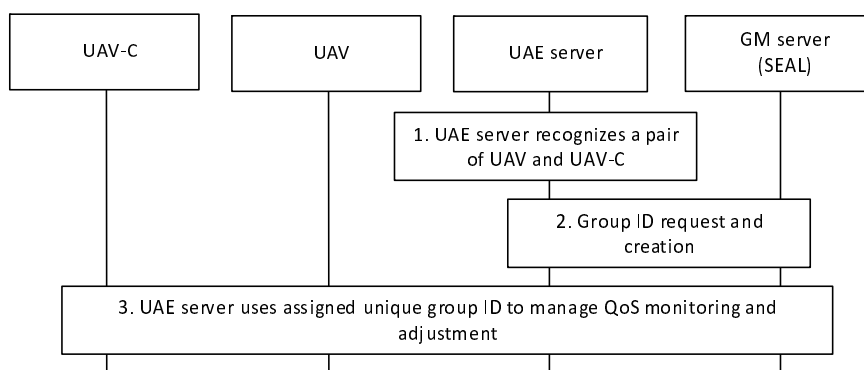 UAV-C
UAV
UAE server
GM server
(SEAL)
1. UAE server recognizes a pair
of UAV and UAV-C
2. Group ID request and
creation
3. UAE server uses assigned unique group ID to manage QoS monitoring and
adjustment